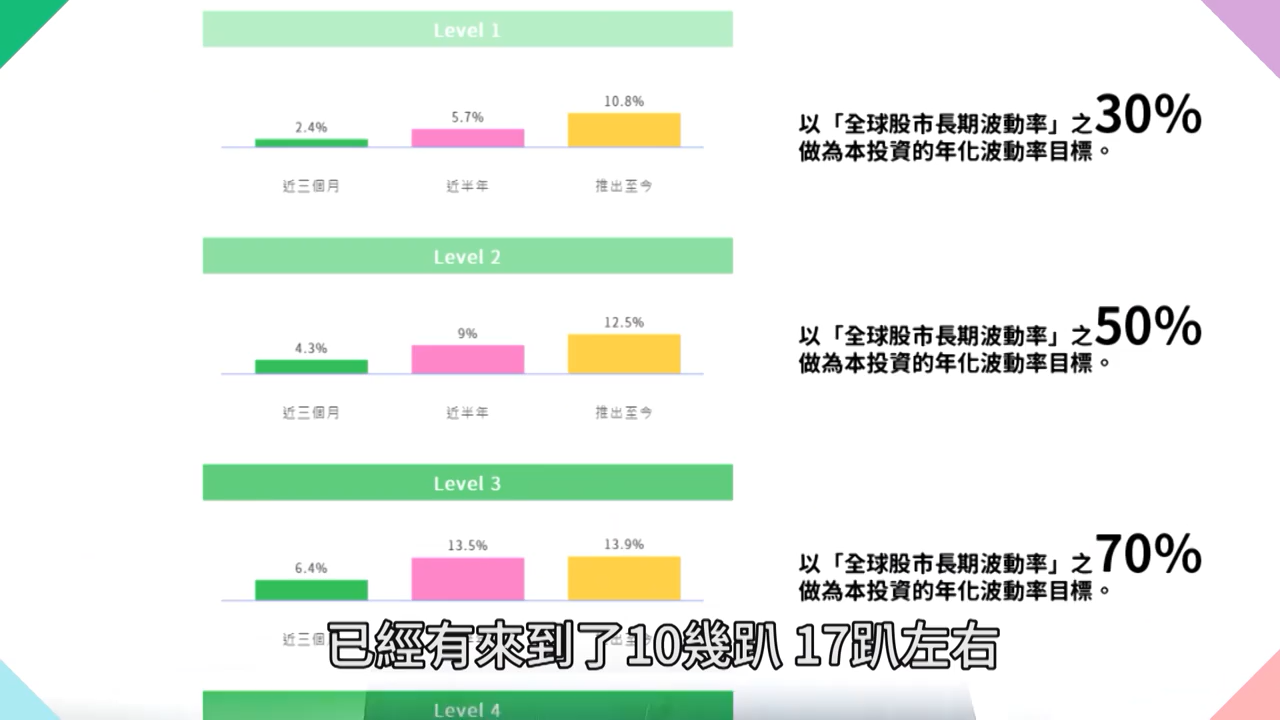 Level 1
2.4%
5.7%
10.8%
近三個月
近半年
推出至今
以「全球股市長期波動率」之30%
做為本投資的年化波動率目標。
Level 2
4.3%
9%
12.5%
近三個月
近半年
推出至今
以「全球股市長期波動率」之50%
做為本投資的年化波動率目標。
Level 3
6.4%
13.5%
13.9%
以「全球股市長期波動率」之70%
做為本投資的年化波動率目標。
近三個
已經有來到了10幾趴 17趴左右
Level 4